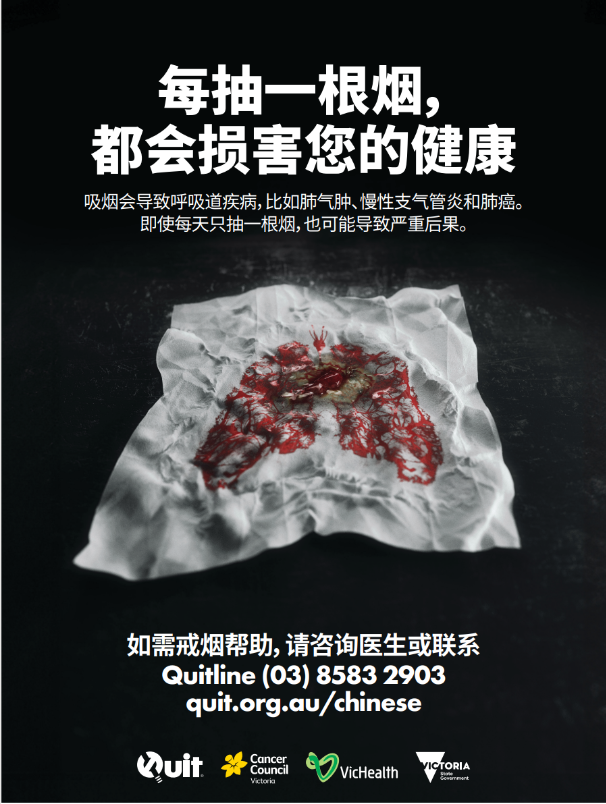 每抽一根烟，
都会损害您的健康
吸烟会导致呼吸道疾病，比如肺气肿、慢性支气管炎和肺癌。
即使每天只抽一根烟，也可能导致严重后果。
如需戒烟帮助，请咨询医生或联系
Quitline (03) 8583 2903
quit.org.au/chinese
Quit
Cancer
Council
Victoria
VicHealth
VICTORIA
State
Government